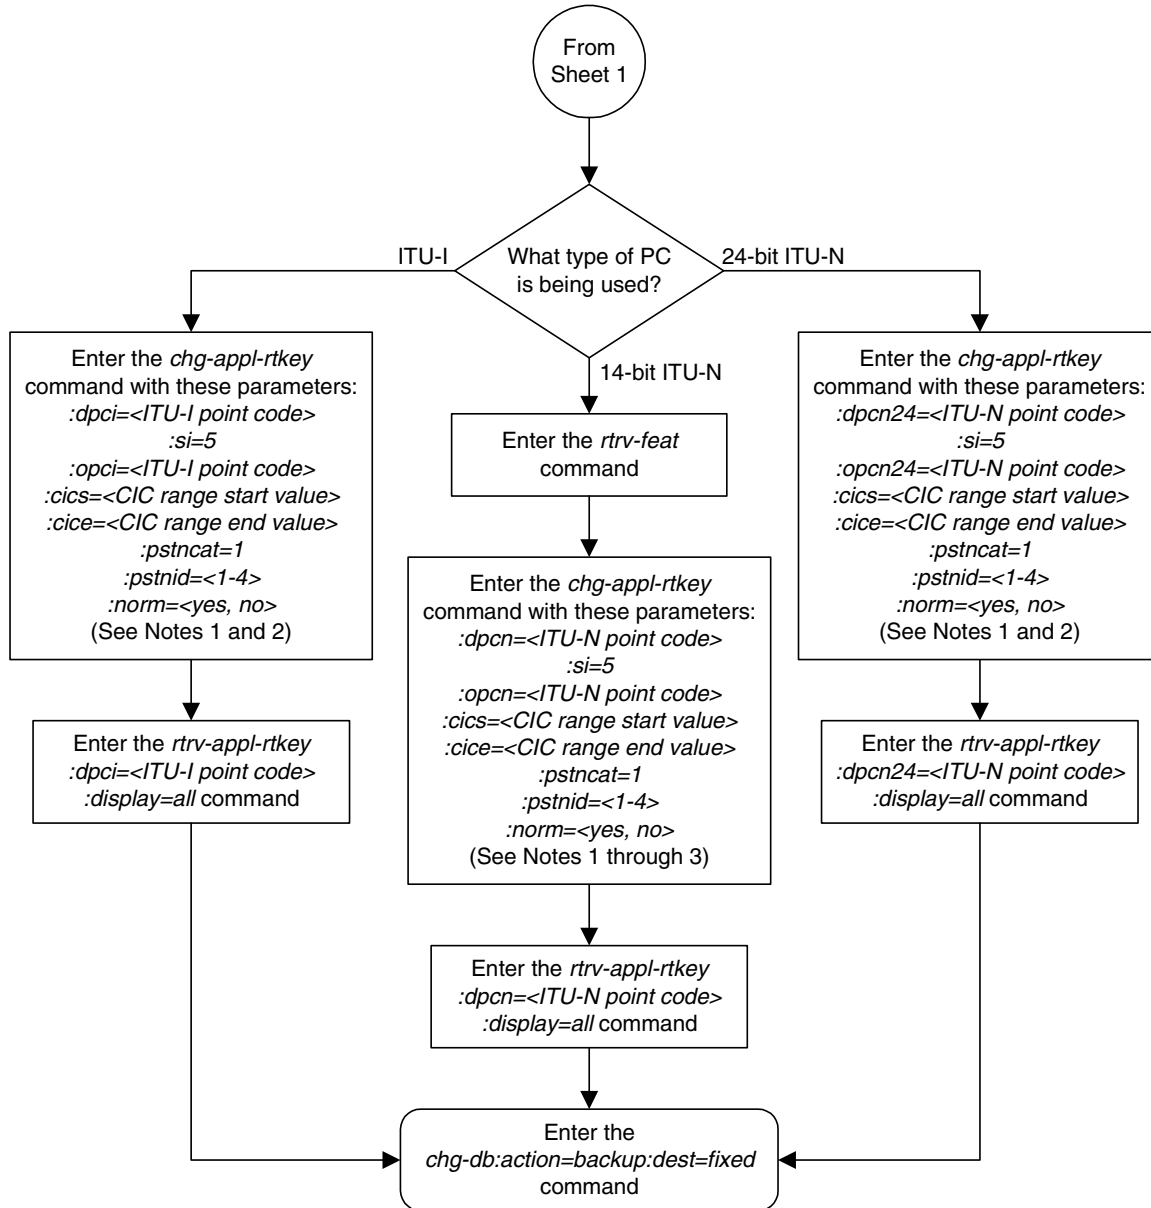 From
Sheet 1
What type of PC
is being used?
ITU-I
24-bit ITU-N
14-bit ITU-N
Enter the chg-appl-rtkey
command with these parameters:
:dpci=<ITU-I point code>
:si=5
:opci=<ITU-I point code>
:cics=<CIC range start value>
:cice=<CIC range end value>
:pstncat=1
:pstnid=<1-4>
:norm=<yes, no>
(See Notes 1 and 2)
Enter the rtrv-appl-rtkey
:dpci=<ITU-I point code>
:display=all command
Enter the rtrv-feat
command
Enter the chg-appl-rtkey
command with these parameters:
:dpcn=<ITU-N point code>
:si=5
:opcn=<ITU-N point code>
:cics=<CIC range start value>
:cice=<CIC range end value>
:pstncat=1
:pstnid=<1-4>
:norm=<yes, no>
(See Notes 1 through 3)
Enter the rtrv-appl-rtkey
:dpcn=<ITU-N point code>
:display=all command
Enter the chg-appl-rtkey
command with these parameters:
:dpcn24=<ITU-N point code>
:si=5
:opcn24=<ITU-N point code>
:cics=<CIC range start value>
:cice=<CIC range end value>
:pstncat=1
:pstnid=<1-4>
:norm=<yes, no>
(See Notes 1 and 2)
Enter the rtrv-appl-rtkey
:dpcn24=<ITU-N point code>
:display=all command
Enter the
chg-db:action=backup:dest=fixed
command